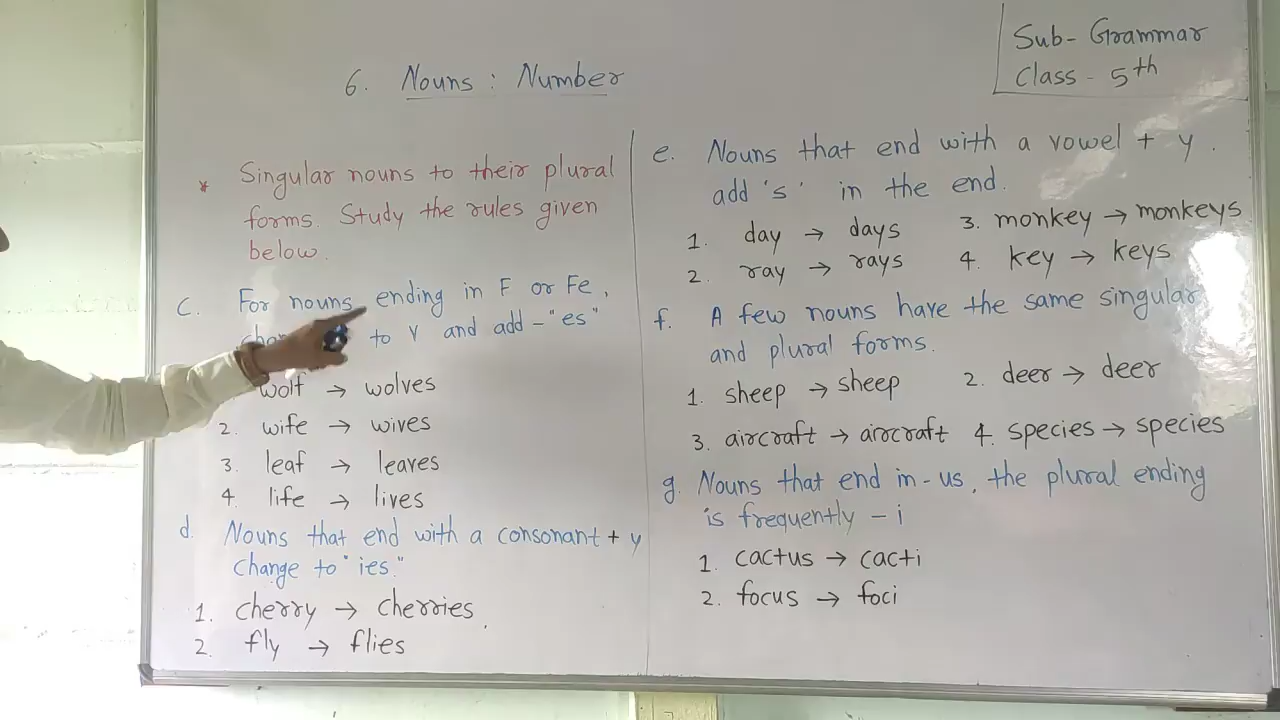 Sub- Grammar
Class - 5th
6. Nouns : Number
* Singular nouns to their plural
forms. Study the rules given
below.
C. For nouns ending in F or Fe,
to V and add -"es"
wolf → wolves
2. wife → wives
3. leaf → leaves
4. life → lives
d. Nouns that end with a consonant + y
change to "ies."
1. cherry → cherries.
2. fly → flies
e. Nouns that end with a vowel + y.
add 's' in the end.
1. day → days 3. monkey → monkeys
2. ray → rays 4. key → keys
f. A few nouns have the same singular
and plural forms.
1. sheep → sheep 2. deer → deer
3. aircraft → aircraft 4. species → species
g. Nouns that end in -us, the plural ending
is frequently - i
1. cactus → cacti
2. focus → foci